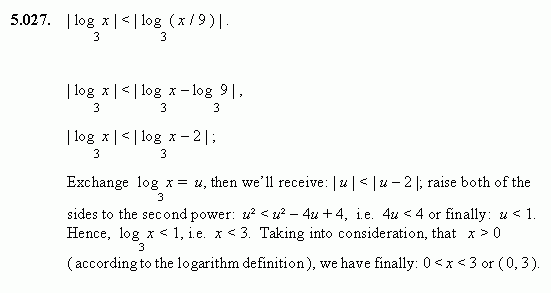 5.027. | log x | < | log ( x / 9 ) | .
3 3
| log x | < | log x – log 9 | ,
3 3 3
| log x | < | log x – 2 | ;
3 3
Exchange log x = u, then we’ll receive: | u | < | u – 2 |; raise both of the
3
sides to the second power: u² < u² – 4u + 4, i.e. 4u < 4 or finally: u < 1.
Hence, log x < 1, i.e. x < 3. Taking into consideration, that x > 0
3
( according to the logarithm definition ), we have finally: 0 < x < 3 or ( 0, 3 ).